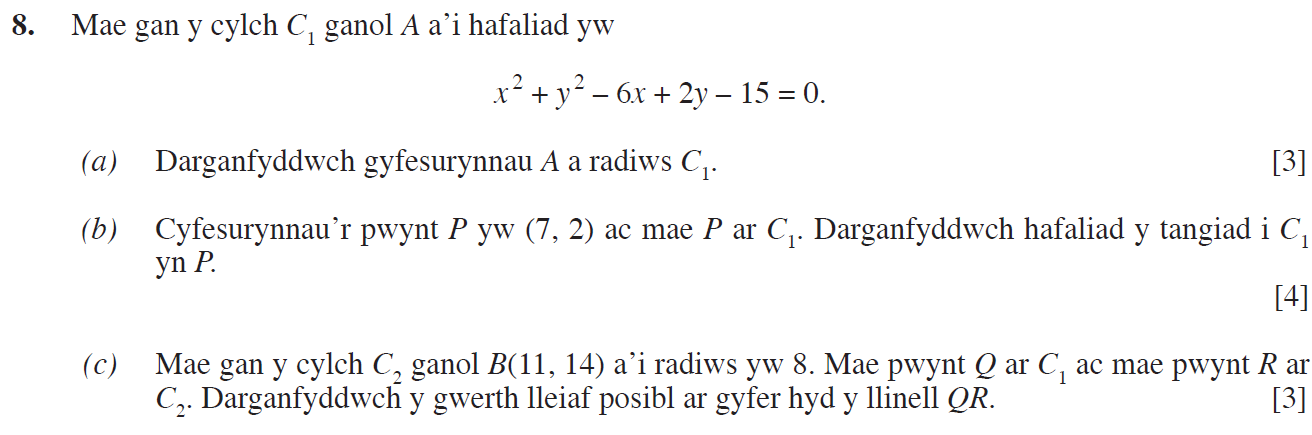 8. Mae gan y cylch C₁ ganol A a’i hafaliad yw
x² + y² – 6x + 2y – 15 = 0.
(a) Darganfyddwch gyfesurynnau A a radiws C₁. [3]
(b) Cyfesurynnau’r pwynt P yw (7, 2) ac mae P ar C₁. Darganfyddwch hafaliad y tangiad i C₁
yn P.
[4]
(c) Mae gan y cylch C₂ ganol B(11, 14) a’i radiws yw 8. Mae pwynt Q ar C₁ ac mae pwynt R ar
C₂. Darganfyddwch y gwerth lleiaf posibl ar gyfer hyd y llinell QR. [3]